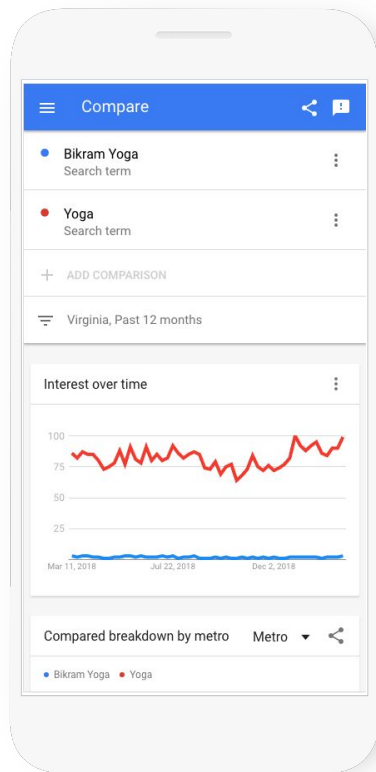 Compare
Bikram Yoga
Search term
Yoga
Search term
ADD COMPARISON
Virginia, Past 12 months
Interest over time
100
75
50
25
Mar 11, 2018 Jul 22, 2018 Dec 2, 2018
Compared breakdown by metro Metro
Bikram Yoga Yoga